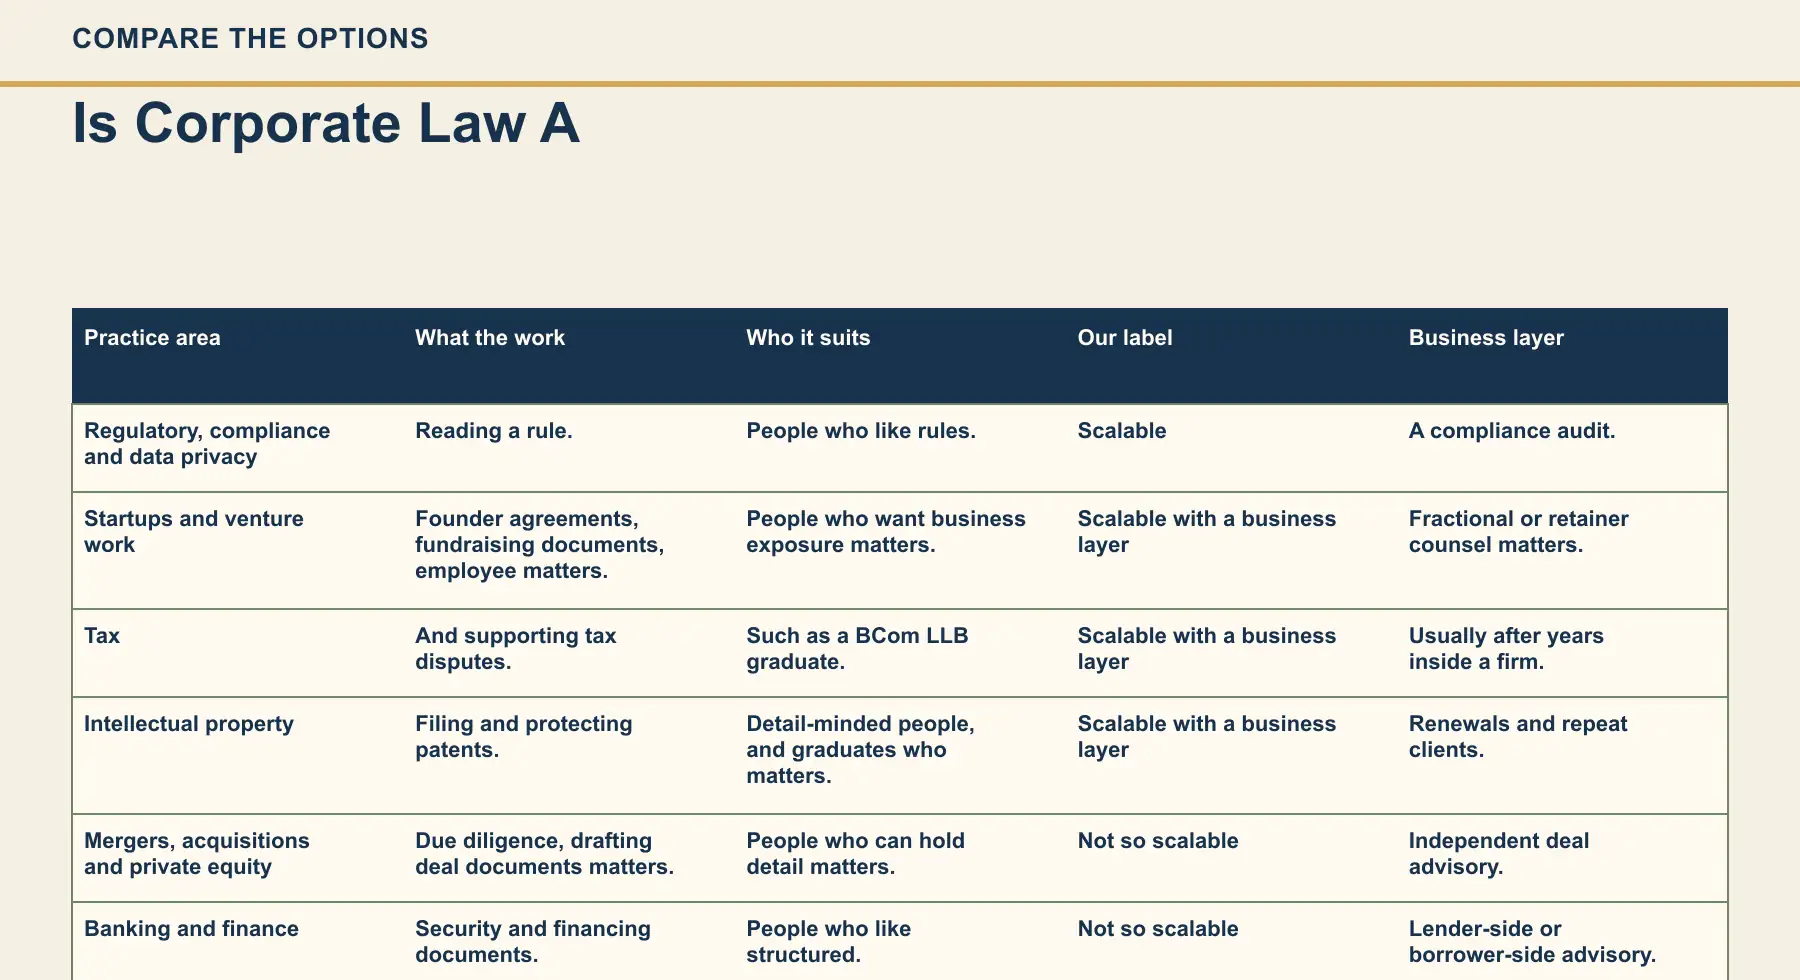 COMPARE THE OPTIONS
Is Corporate Law A
Practice area
What the work
Who it suits
Our label
Business layer
Regulatory, compliance
and data privacy
Reading a rule.
People who like rules.
Scalable
A compliance audit.
Startups and venture
work
Founder agreements,
fundraising documents,
employee matters.
People who want business
exposure matters.
Scalable with a business
layer
Fractional or retainer
counsel matters.
Tax
And supporting tax
disputes.
Such as a BCom LLB
graduate.
Scalable with a business
layer
Usually after years
inside a firm.
Intellectual property
Filing and protecting
patents.
Detail-minded people,
and graduates who
matters.
Scalable with a business
layer
Renewals and repeat
clients.
Mergers, acquisitions
and private equity
Due diligence, drafting
deal documents matters.
People who can hold
detail matters.
Not so scalable
Independent deal
advisory.
Banking and finance
Security and financing
documents.
People who like
structured.
Not so scalable
Lender-side or
borrower-side advisory.